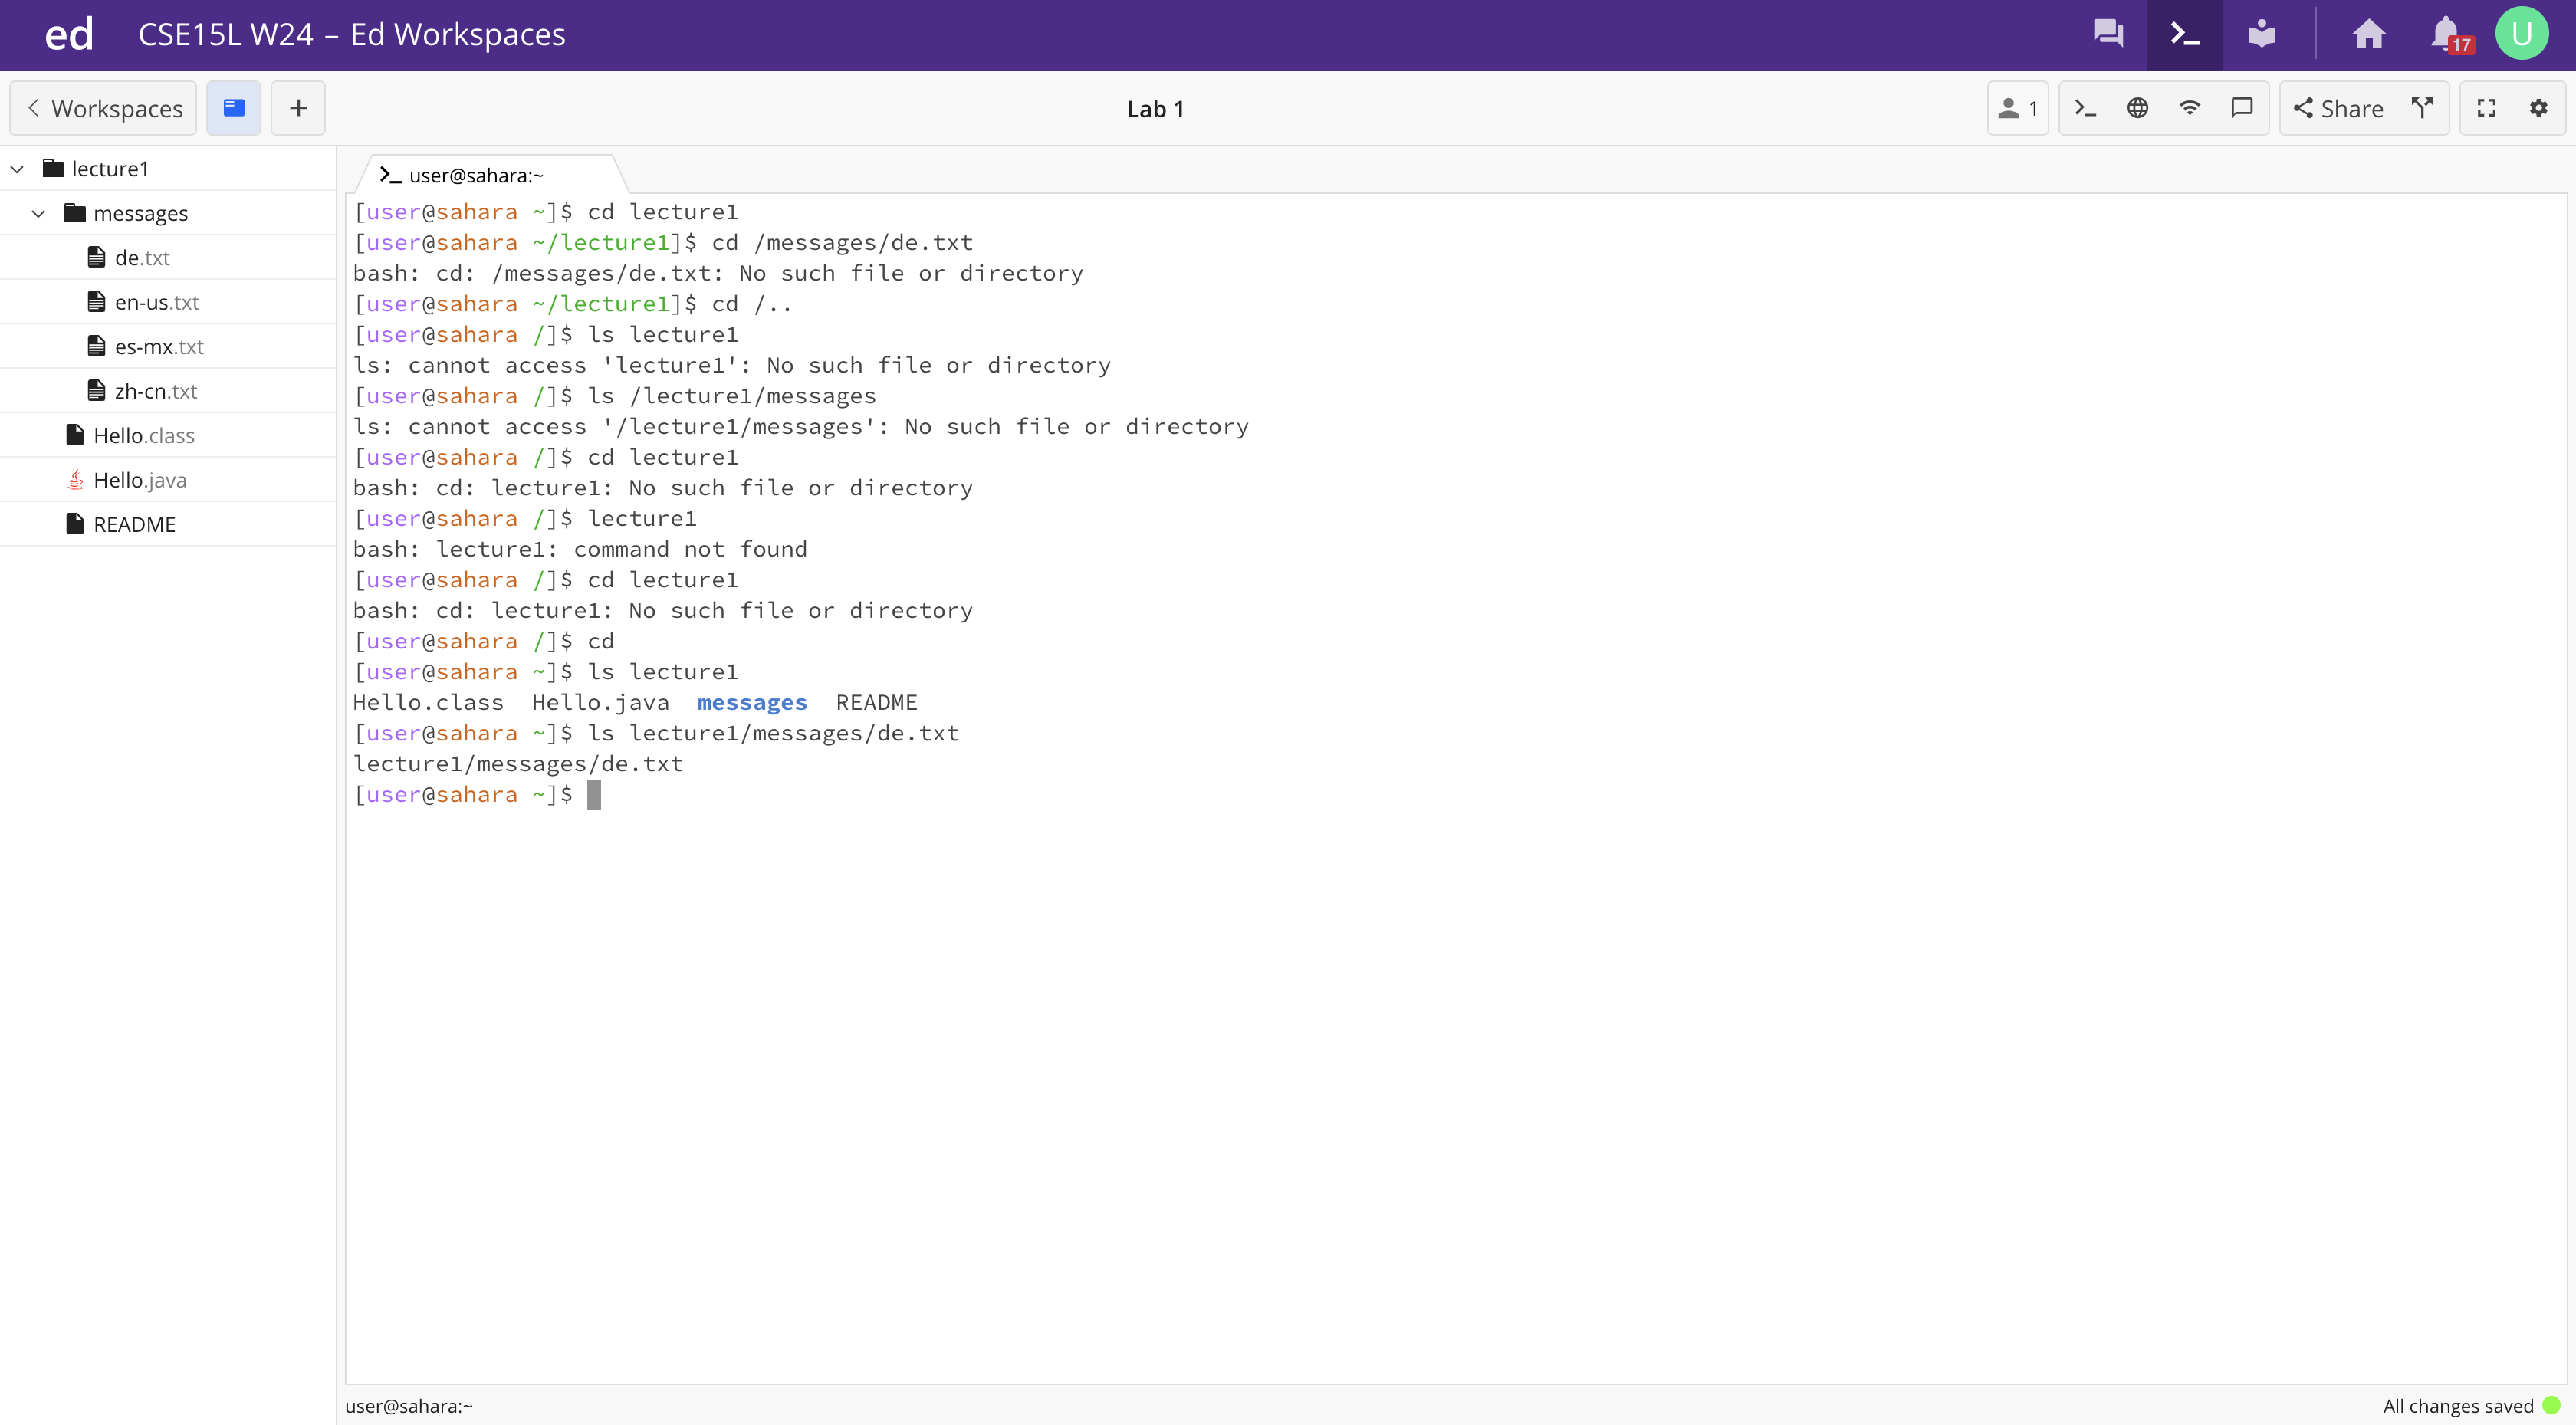 ed CSE15L W24 – Ed Workspaces 17 U
Workspaces + Lab 1 1 Share
lecture1
messages
de.txt
en-us.txt
es-mx.txt
zh-cn.txt
Hello.class
Hello.java
README
user@sahara:~
[user@sahara ~]$ cd lecture1
[user@sahara ~/lecture1]$ cd /messages/de.txt
bash: cd: /messages/de.txt: No such file or directory
[user@sahara ~/lecture1]$ cd /..
[user@sahara /]$ ls lecture1
ls: cannot access 'lecture1': No such file or directory
[user@sahara /]$ ls /lecture1/messages
ls: cannot access '/lecture1/messages': No such file or directory
[user@sahara /]$ cd lecture1
bash: cd: lecture1: No such file or directory
[user@sahara /]$ lecture1
bash: lecture1: command not found
[user@sahara /]$ cd lecture1
bash: cd: lecture1: No such file or directory
[user@sahara /]$ cd
[user@sahara ~]$ ls lecture1
Hello.class  Hello.java  messages  README
[user@sahara ~]$ ls lecture1/messages/de.txt
lecture1/messages/de.txt
[user@sahara ~]$
user@sahara:~ All changes saved